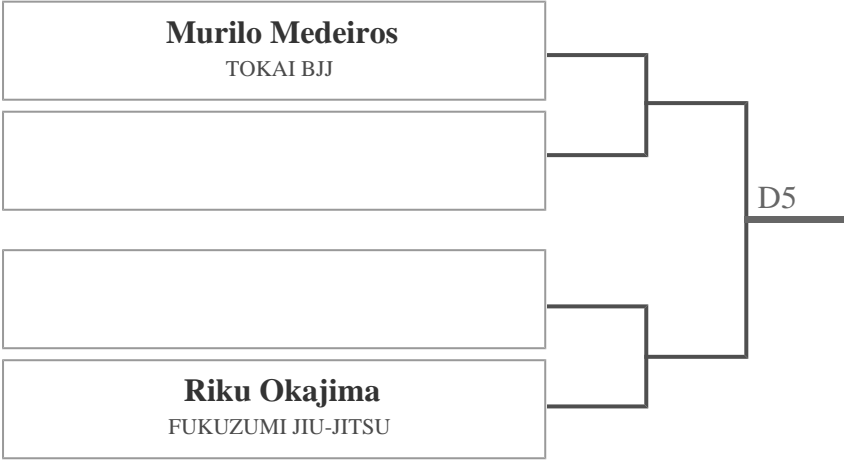 Murilo Medeiros
TOKAI BJJ
D5
Riku Okajima
FUKUZUMI JIU-JITSU